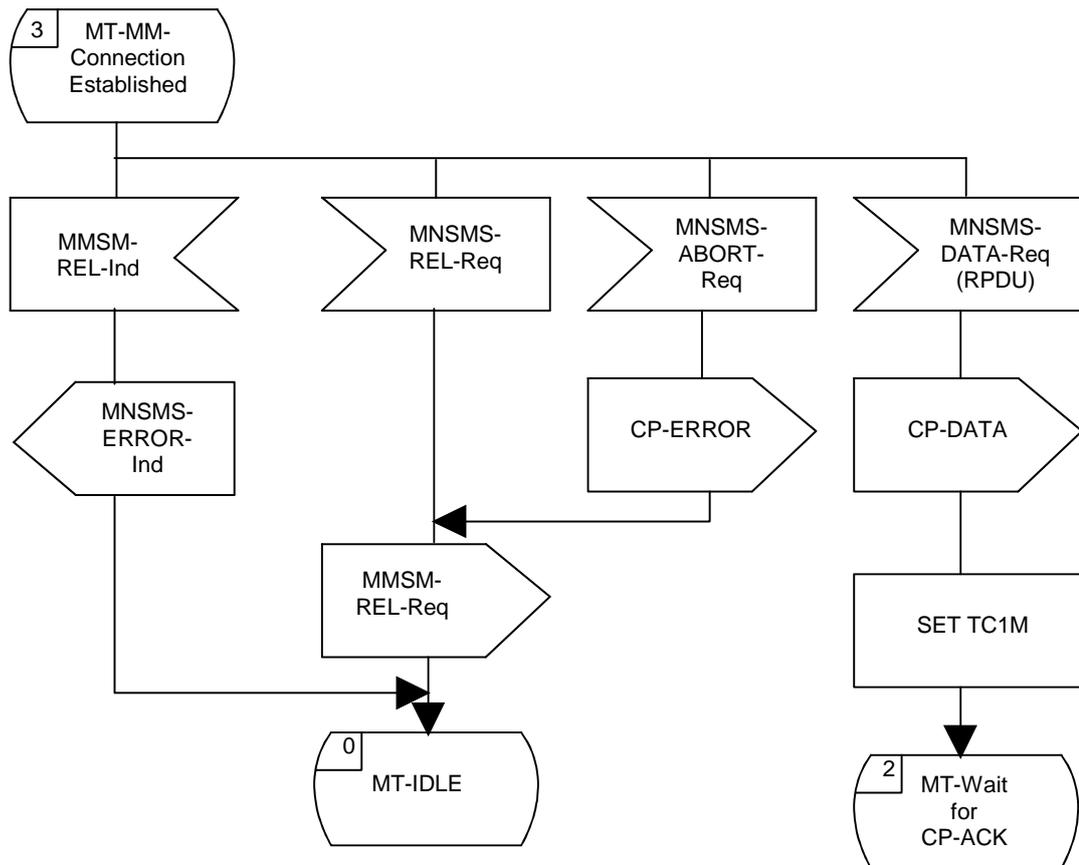 3
MT-MM-
Connection
Established
MMSM-
REL-Ind
MNSMS-
REL-Req
MNSMS-
ABORT-
Req
MNSMS-
DATA-Req
(RPDU)
MNSMS-
ERROR-
Ind
CP-ERROR
CP-DATA
MMSM-
REL-Req
SET TC1M
0
MT-IDLE
2
MT-Wait
for
CP-ACK